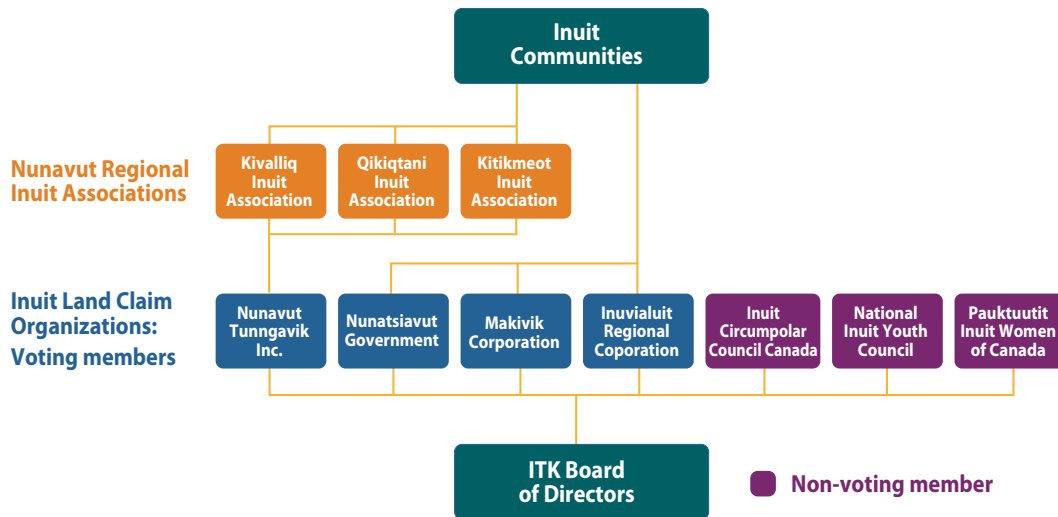 Inuit
Communities
Nunavut Regional
Inuit Associations
Kivalliq
Inuit
Association
Qikiqtani
Inuit
Association
Kitikmeot
Inuit
Association
Inuit Land Claim
Organizations:
Voting members
Nunavut
Tunngavik
Inc.
Nunatsiavut
Government
Makivik
Corporation
Inuvialuit
Regional
Coporation
Inuit
Circumpolar
Council Canada
National
Inuit Youth
Council
Pauktuutit
Inuit Women
of Canada
ITK Board
of Directors
Non-voting member